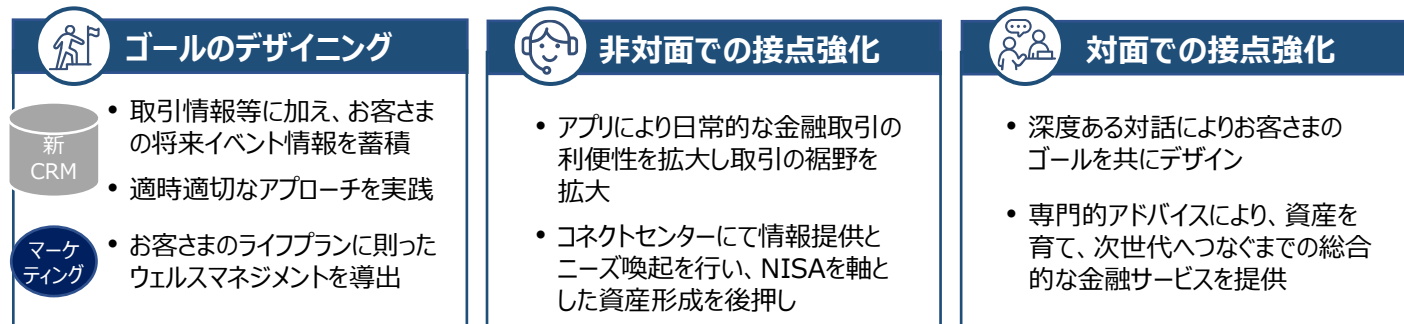 ゴールのデザイニング
新
CRM
• 取引情報等に加え、お客さま
の将来イベント情報を蓄積
• 適時適切なアプローチを実践
マーケ
ティング
• お客さまのライフプランに則った
ウェルスマネジメントを導出
非対面での接点強化
• アプリにより日常的な金融取引の
利便性を拡大し取引の裾野を
拡大
• コネクトセンターにて情報提供と
ニーズ喚起を行い、NISAを軸と
した資産形成を後押し
対面での接点強化
• 深度ある対話によりお客さまの
ゴールを共にデザイン
• 専門的アドバイスにより、資産を
育て、次世代へつなぐまでの総合
的な金融サービスを提供